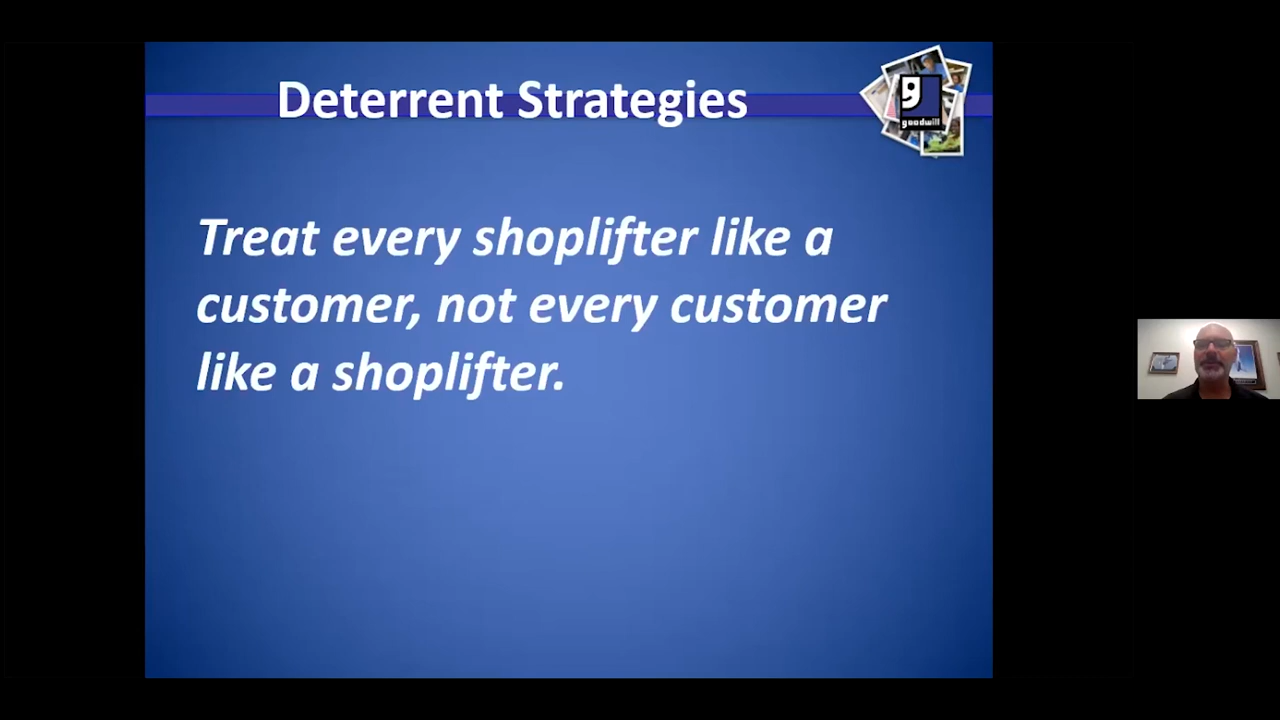 Deterrent Strategies
g
goodwill
Treat every shoplifter like a
customer, not every customer
like a shoplifter.